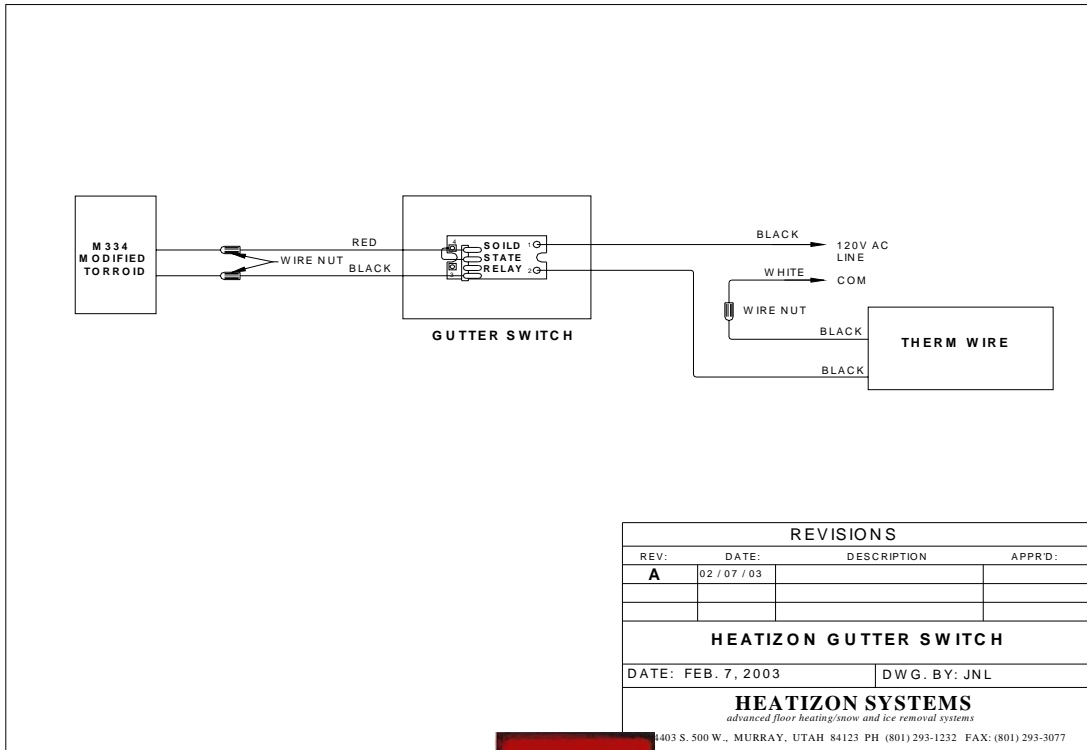 RED
BLACK
M334
MODIFIED
TORROID
WIRE NUT
BLACK
4
3
SOILD
STATE
RELAY
1
2
120V AC
LINE
WHITE
COM
WIRE NUT
BLACK
BLACK
THERM WIRE
GUTTER SWITCH
REVISIONS
REV: DATE: DESCRIPTION APPR'D:
A 02/07/03
HEATIZON GUTTER SWITCH
DATE: FEB. 7, 2003 DWG. BY: JNL
HEATIZON SYSTEMS
advanced floor heating/snow and ice removal systems
4403 S. 500 W., MURRAY, UTAH 84123 PH (801) 293-1232 FAX: (801) 293-3077